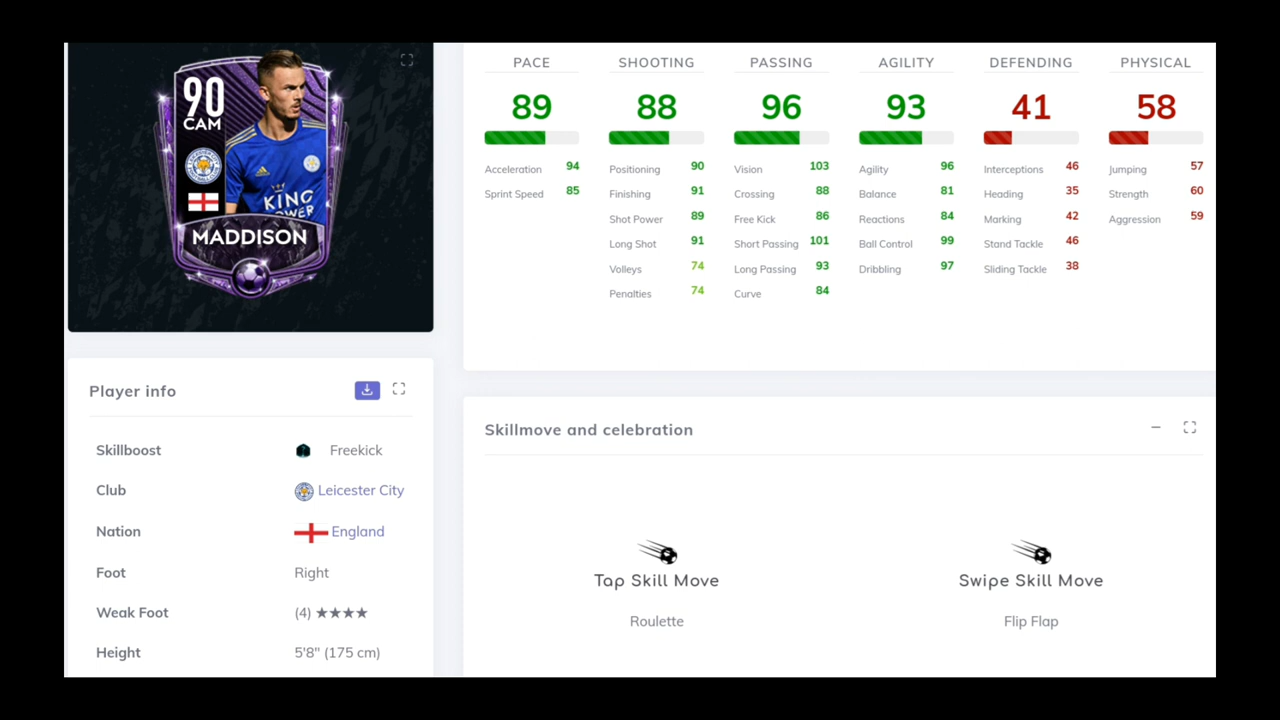 90
CAM
KING
POWER
MADDISON
PACE SHOOTING PASSING AGILITY DEFENDING PHYSICAL
89 88 96 93 41 58
Acceleration 94 Positioning 90 Vision 103 Agility 96 Interceptions 46 Jumping 57
Sprint Speed 85 Finishing 91 Crossing 88 Balance 81 Heading 35 Strength 60
Shot Power 89 Free Kick 86 Reactions 84 Marking 42 Aggression 59
Long Shot 91 Short Passing 101 Ball Control 99 Stand Tackle 46
Volleys 74 Long Passing 93 Dribbling 97 Sliding Tackle 38
Penalties 74 Curve 84
Player info
Skillboost Freekick
Club Leicester City
Nation England
Foot Right
Weak Foot (4) ★★★★
Height 5'8" (175 cm)
Skillmove and celebration
Tap Skill Move Swipe Skill Move
Roulette Flip Flap